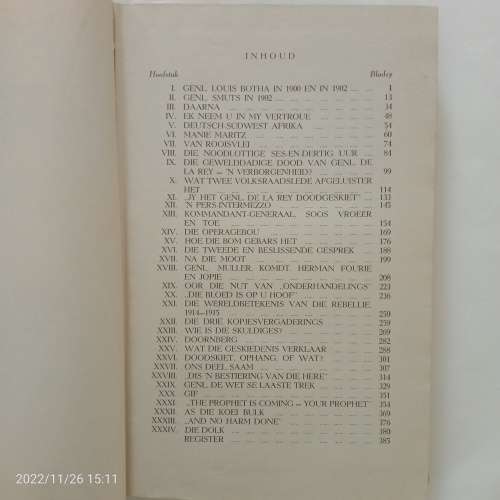 INHOUD
Hoofstuk Bladsy
I. GENL. LOUIS BOTHA IN 1900 EN IN 1902 1
II. GENL. SMUTS IN 1902 13
III. DAARNA 34
IV. EK NEEM U IN MY VERTROUE 48
V. DEUTSCH-SÜDWEST AFRIKA 54
VI. MANIE MARITZ 60
VII. VAN ROOISVLEI 74
VIII. DIE NOODLOTTIGE SES-EN-DERTIG UUR 84
IX. DIE GEWELDDADIGE DOOD VAN GENL. DE
LA REY — 'N VERBORGENHEID? 99
X. WAT TWEE VOLKSRAADSLEDE AFGELUISTER
HET 114
XI. „JY HET GENL. DE LA REY DOODGESKIET" 133
XII. 'N PERS-INTERMEZZO 145
XIII. KOMMANDANT-GENERAAL, SOOS VROEËR
EN TOE 154
XIV. DIE OPERAGEBOU 169
XV. HOE DIE BOM GEBARS HET 176
XVI. DIE TWEEDE EN BESLISSENDE GESPREK 188
XVII. NA DIE MOOT 199
XVIII. GENL. MULLER, KOMDT. HERMAN FOURIE
EN JOPIE 208
XIX. OOR DIE NUT VAN „ONDERHANDELINGS" 223
XX. „DIE BLOED IS OP U HOOF" 236
XXI. DIE WÊRELDBETEKENIS VAN DIE REBELLIE,
1914—1915 250
XXII. DIE DRIE KOPJESVERGADERINGS 259
XXIII. WIE IS DIE SKULDIGES? 269
XXIV. DOORNBERG 282
XXV. WAT DIE GESKIEDENIS VERKLAAR 288
XXVI. DOODSKIET, OPHANG, OF WAT? 301
XXVII. ONS DEEL SAAM 307
XXVIII. „DIS 'N BESTIERING VAN DIE HERE" 314
XXIX. GENL. DE WET SE LAASTE TREK 329
XXX. GIF 351
XXXI. „THE PROPHET IS COMING — YOUR PROPHET" 354
XXXII. AS DIE KOEI BULK 369
XXXIII. „AND NO HARM DONE" 376
XXXIV. DIE DOLK 380
REGISTER 385
2022/11/26 15:11